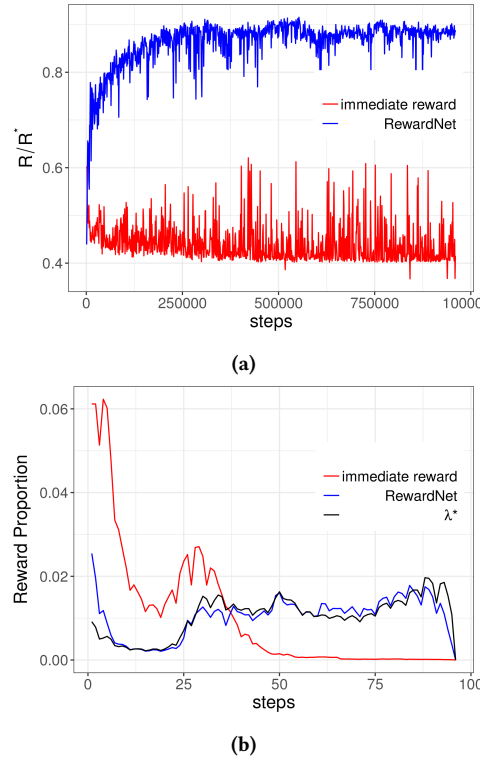 0.8
0.6
0.4
R/R*
immediate reward
RewardNet
0 250000 500000 750000 10000
steps
(a)
0.06
0.04
0.02
0.00
Reward Proportion
immediate reward
RewardNet
λ*
0 25 50 75 100
steps
(b)